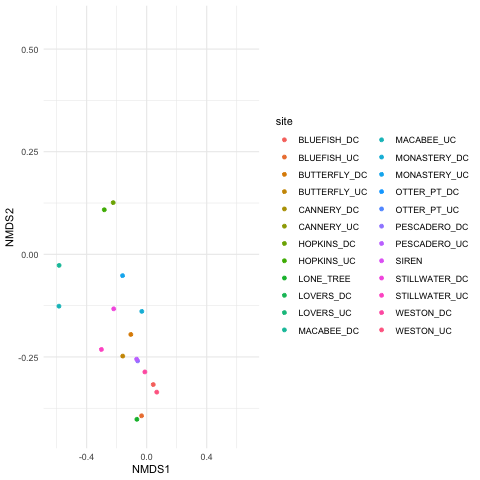 0.50
0.25
0.00
-0.25
NMDS2
-0.4
0.0
0.4
NMDS1
site
BLUEFISH_DC
BLUEFISH_UC
BUTTERFLY_DC
BUTTERFLY_UC
CANNERY_DC
CANNERY_UC
HOPKINS_DC
HOPKINS_UC
LONE_TREE
LOVERS_DC
LOVERS_UC
MACABEE_DC
MACABEE_UC
MONASTERY_DC
MONASTERY_UC
OTTER_PT_DC
OTTER_PT_UC
PESCADERO_DC
PESCADERO_UC
SIREN
STILLWATER_DC
STILLWATER_UC
WESTON_DC
WESTON_UC